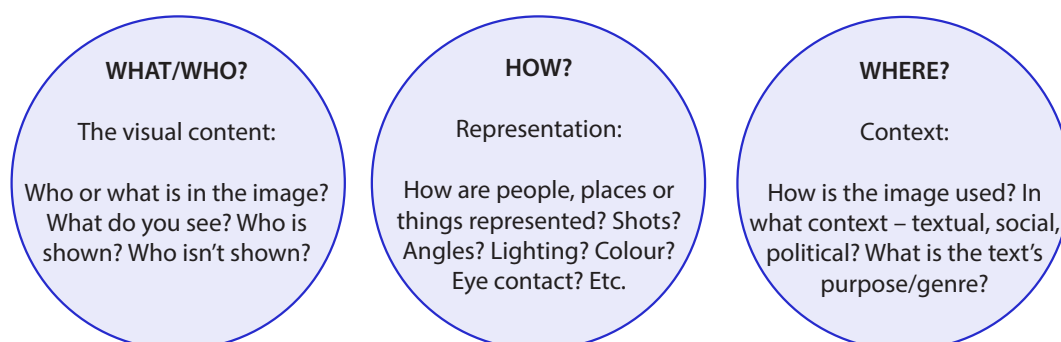 WHAT/WHO?
The visual content:
Who or what is in the image?
What do you see? Who is
shown? Who isn’t shown?
HOW?
Representation:
How are people, places or
things represented? Shots?
Angles? Lighting? Colour?
Eye contact? Etc.
WHERE?
Context:
How is the image used? In
what context – textual, social,
political? What is the text’s
purpose/genre?